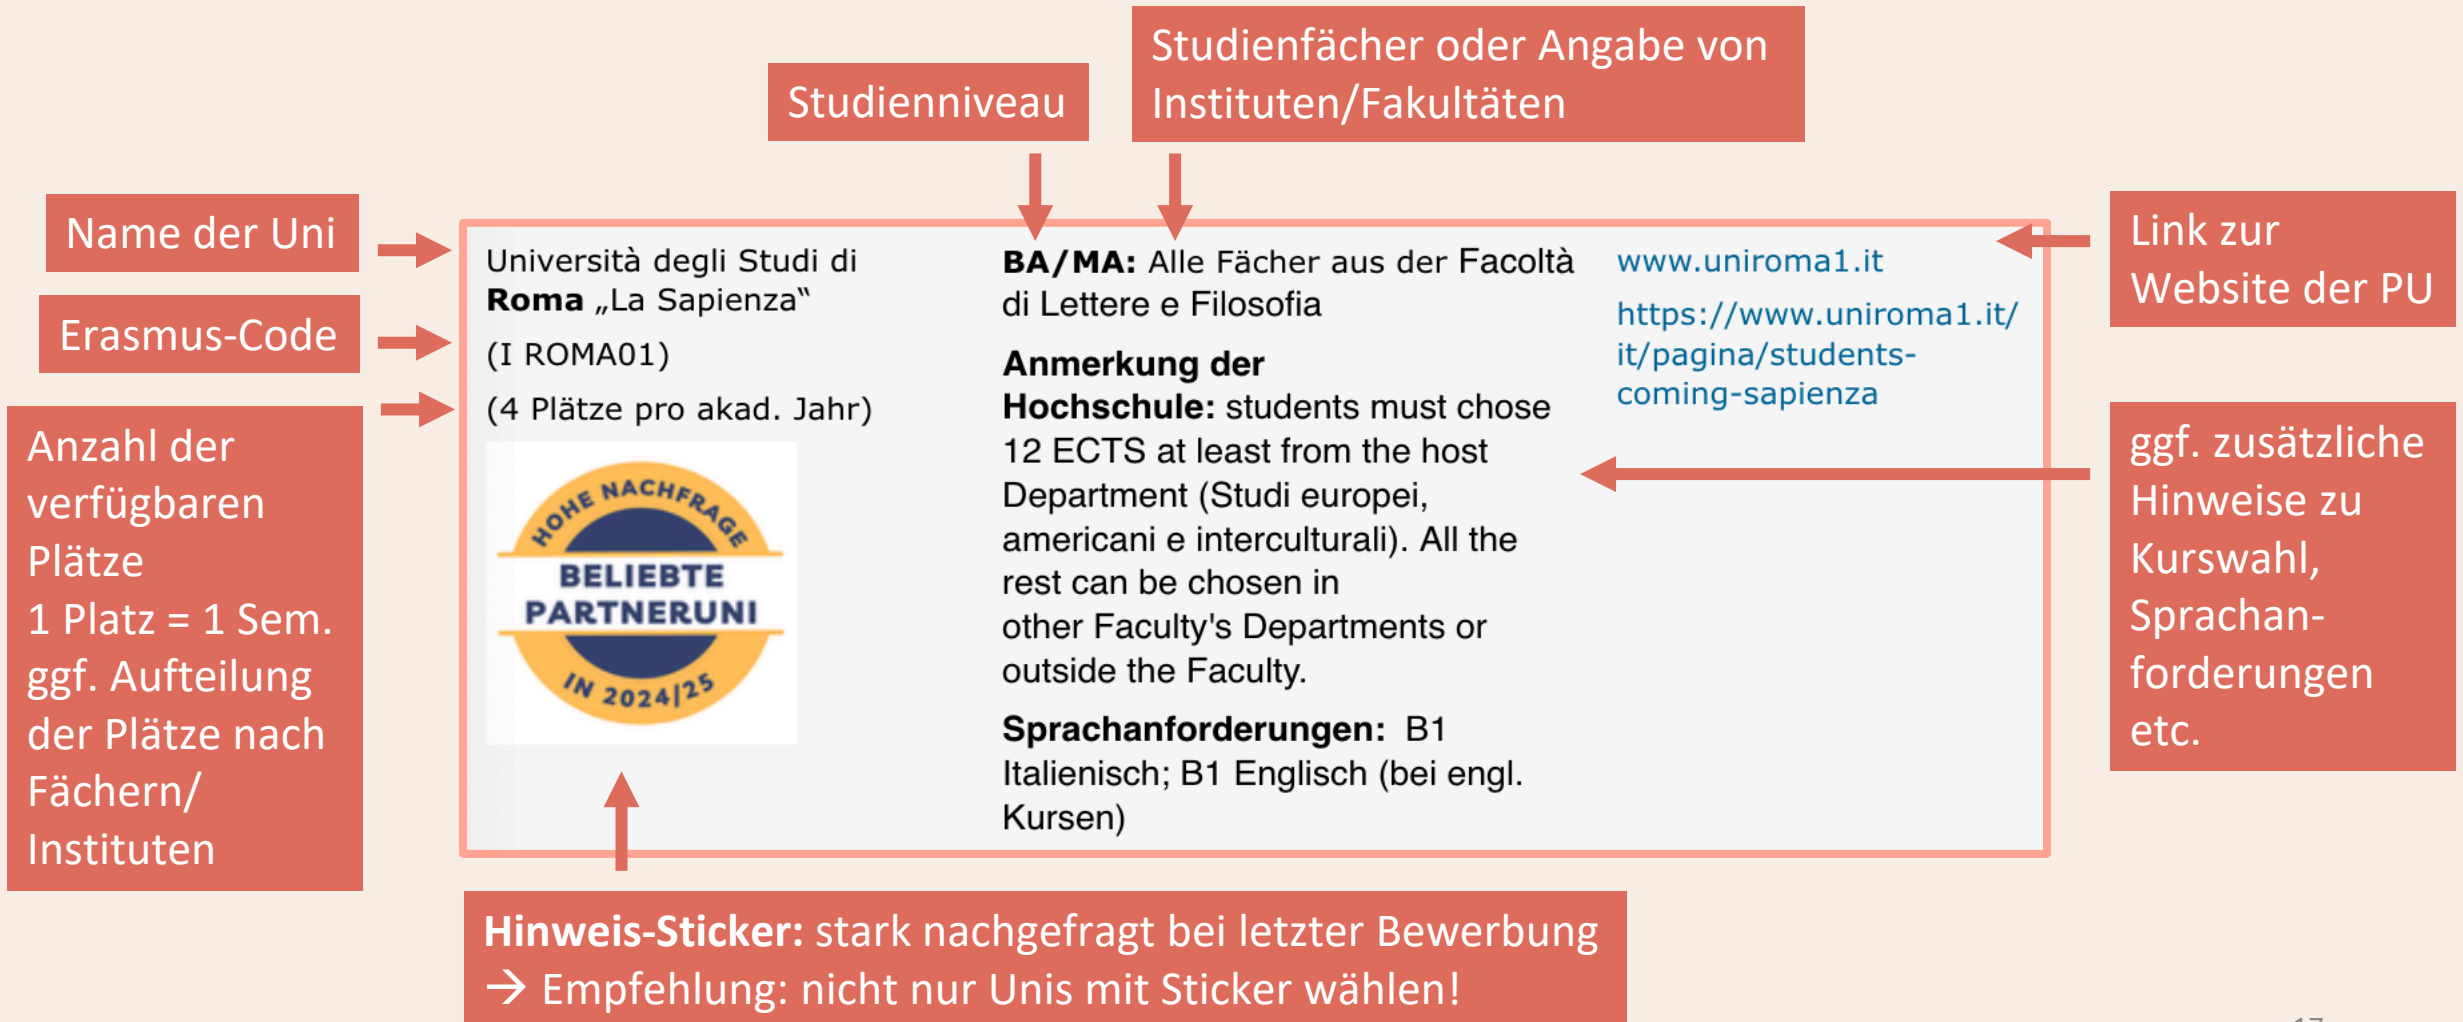 Studienfächer oder Angabe von
Instituten/Fakultäten
Studienniveau
Name der Uni
Erasmus-Code
Anzahl der
verfügbaren
Plätze
1 Platz = 1 Sem.
ggf. Aufteilung
der Plätze nach
Fächern/
Instituten
Università degli Studi di
Roma „La Sapienza“
(I ROMA01)
(4 Plätze pro akad. Jahr)
HOHE NACHFRAGE
BELIEBTE
PARTNERUNI
IN 2024|25
BA/MA: Alle Fächer aus der Facoltà
di Lettere e Filosofia
Anmerkung der
Hochschule: students must chose
12 ECTS at least from the host
Department (Studi europei,
americani e interculturali). All the
rest can be chosen in
other Faculty's Departments or
outside the Faculty.
Sprachanforderungen: B1
Italienisch; B1 Englisch (bei engl.
Kursen)
www.uniroma1.it
https://www.uniroma1.it/
it/pagina/students-
coming-sapienza
Link zur
Website der PU
ggf. zusätzliche
Hinweise zu
Kurswahl,
Sprachan-
forderungen
etc.
Hinweis-Sticker: stark nachgefragt bei letzter Bewerbung
→ Empfehlung: nicht nur Unis mit Sticker wählen!